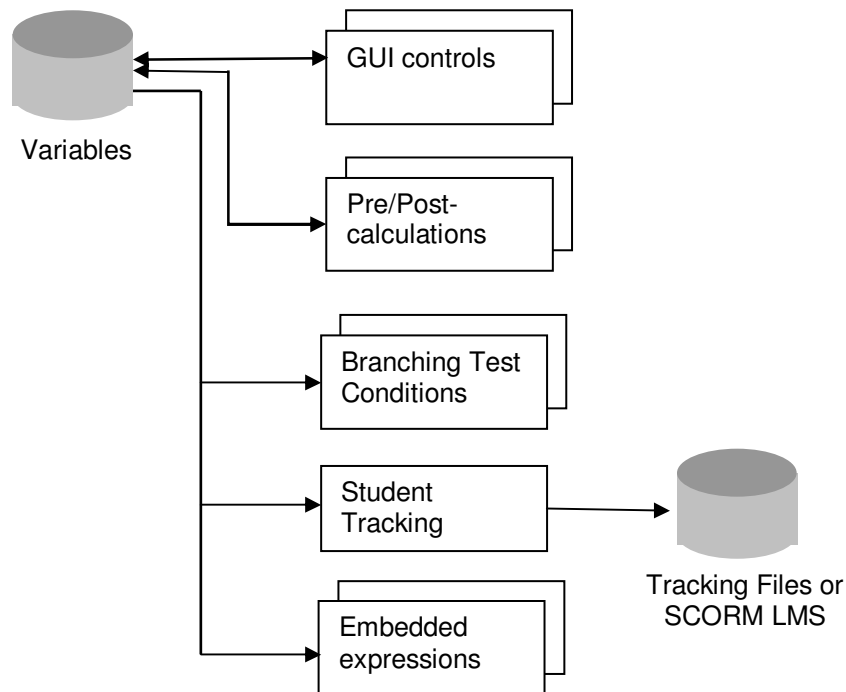 GUI controls
Variables
Pre/Post-
calculations
Branching Test
Conditions
Student
Tracking
Tracking Files or
SCORM LMS
Embedded
expressions